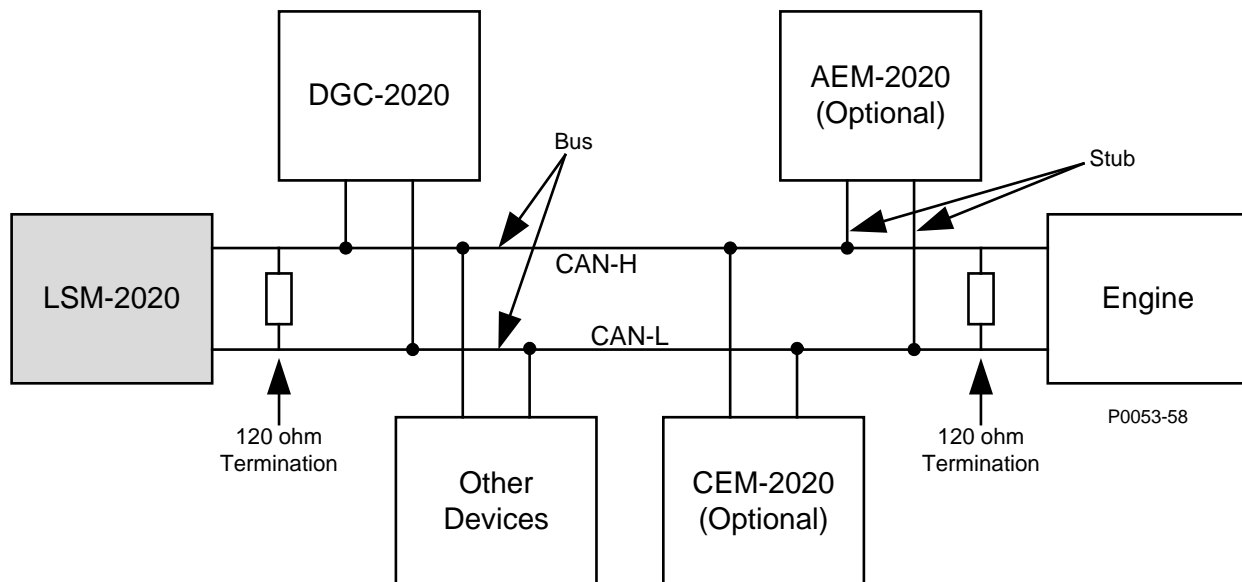 DGC-2020
AEM-2020
(Optional)
Bus
Stub
LSM-2020
CAN-H
Engine
CAN-L
P0053-58
120 ohm
Termination
120 ohm
Termination
Other
Devices
CEM-2020
(Optional)